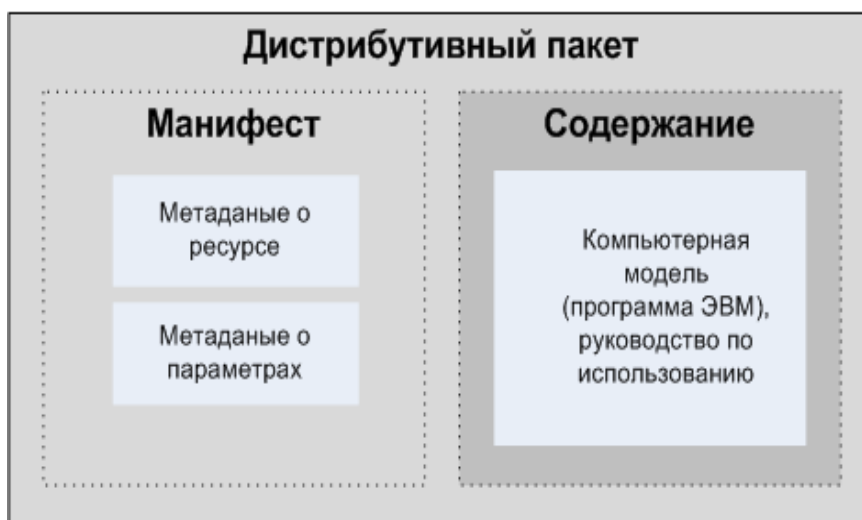 Дистрибутивный пакет
Манифест
Метаданые о
ресурсе
Метаданые о
параметрах
Содержание
Компьютерная
модель
(программа ЭВМ),
руководство по
использованию